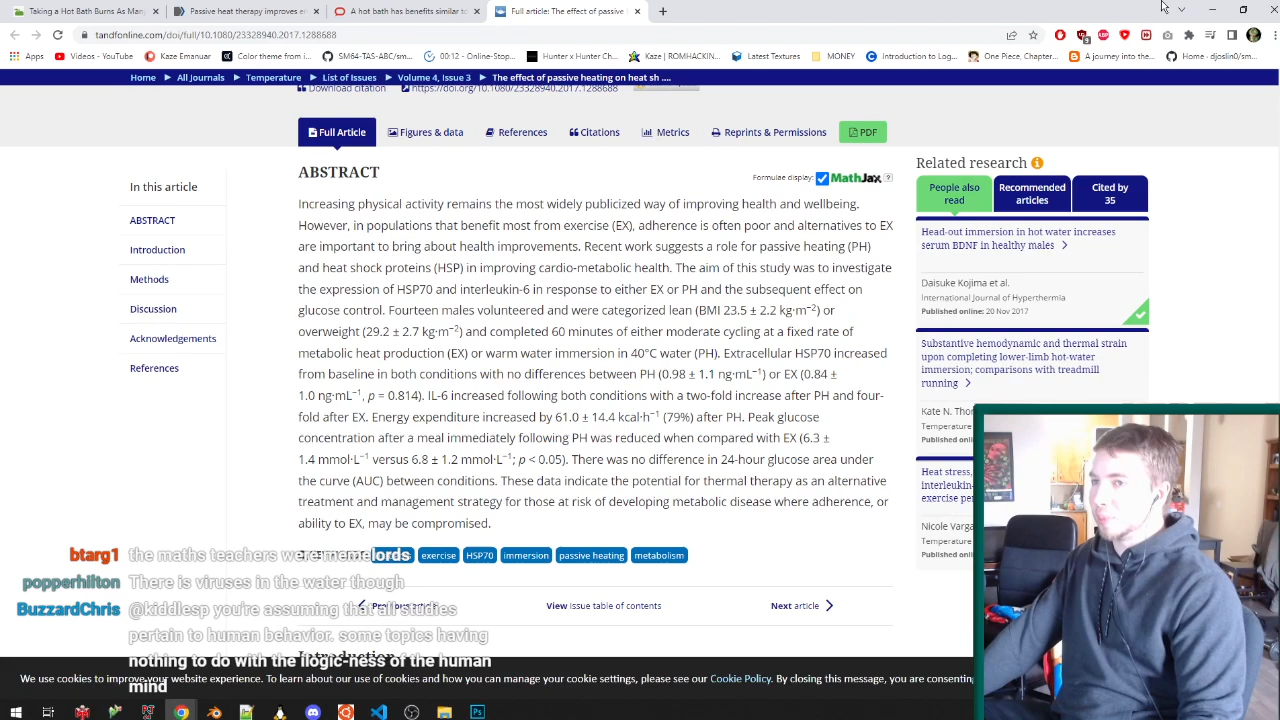 Taking a Hot Bath Burns As Many
Passive heat therapy improves e
A hot bath has benefits similar to
Full article: The effect of passive
tandfonline.com/doi/full/10.1080/23328940.2017.1288688
Apps
Videos - YouTube
Kaze Emanuar
Color theme from i...
SM64-TAS-ABC/SM...
00:12 - Online-Stop...
Hunter x Hunter Ch...
Kaze | ROMHACKIN...
Latest Textures
MONEY
Introduction to Log...
One Piece, Chapter...
A journey into the...
Home · djoslin0/sm...
Home
All Journals
Temperature
List of Issues
Volume 4, Issue 3
The effect of passive heating on heat sh ....
Download citation
https://doi.org/10.1080/23328940.2017.1288688
Full Article
Figures & data
References
Citations
Metrics
Reprints & Permissions
PDF
In this article
ABSTRACT
Introduction
Methods
Discussion
Acknowledgements
References
ABSTRACT
Formulae display: MathJax ?
Increasing physical activity remains the most widely publicized way of improving health and wellbeing.
However, in populations that benefit most from exercise (EX), adherence is often poor and alternatives to EX
are important to bring about health improvements. Recent work suggests a role for passive heating (PH)
and heat shock proteins (HSP) in improving cardio-metabolic health. The aim of this study was to investigate
the expression of HSP70 and interleukin-6 in response to either EX or PH and the subsequent effect on
glucose control. Fourteen males volunteered and were categorized lean (BMI 23.5 ± 2.2 kg·m−2) or
overweight (29.2 ± 2.7 kg·m−2) and completed 60 minutes of either moderate cycling at a fixed rate of
metabolic heat production (EX) or warm water immersion in 40°C water (PH). Extracellular HSP70 increased
from baseline in both conditions with no differences between PH (0.98 ± 1.1 ng·mL−1) or EX (0.84 ±
1.0 ng·mL−1, p = 0.814). IL-6 increased following both conditions with a two-fold increase after PH and four-
fold after EX. Energy expenditure increased by 61.0 ± 14.4 kcal·h−1 (79%) after PH. Peak glucose
concentration after a meal immediately following PH was reduced when compared with EX (6.3 ±
1.4 mmol·L−1 versus 6.8 ± 1.2 mmol·L−1; p < 0.05). There was no difference in 24-hour glucose area under
the curve (AUC) between conditions. These data indicate the potential for thermal therapy as an alternative
treatment and management strategy for those at risk of developing metabolic disease where adherence, or
ability to EX, may be compromised.
exercise
HSP70
immersion
passive heating
metabolism
View issue table of contents
Next article
Introduction
Related research
People also read
Recommended articles
Cited by 35
Head-out immersion in hot water increases
serum BDNF in healthy males
Daisuke Kojima et al.
International Journal of Hyperthermia
Published online: 20 Nov 2017
Substantive hemodynamic and thermal strain
upon completing lower-limb hot-water
immersion; comparisons with treadmill
running
Kate N. Thor
Temperature
Published onli
Heat stress,
interleukin-
exercise per
Nicole Varga
Temperature
Published onli
btarg1 the maths teachers were memelords
popperhilton There is viruses in the water though
BuzzardChris @kiddlesp you're assuming that all studies
pertain to human behavior. some topics having
nothing to do with the ilogic-ness of the human
mind
We use cookies to improve your website experience. To learn about our use of cookies and how you can manage your cookie settings, please see our Cookie Policy. By closing this message, you are consenting